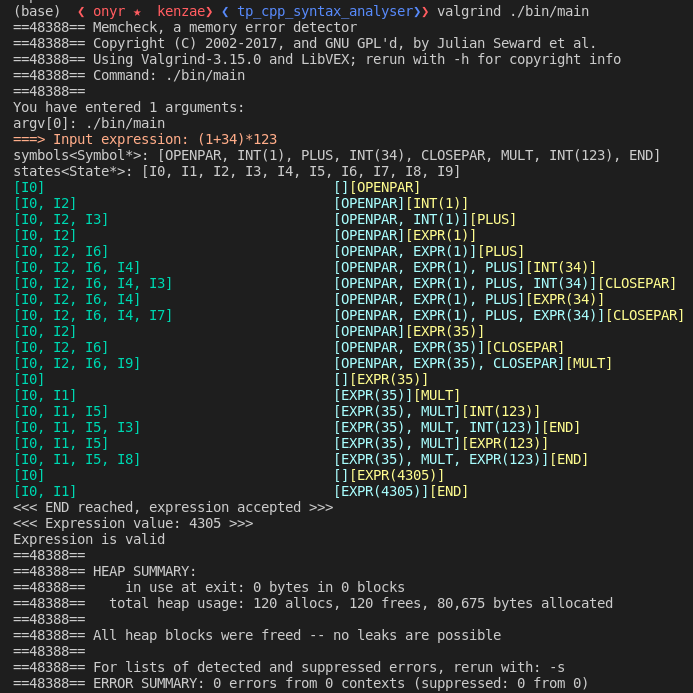 (base) ❮ onyr ★ kenzae❯ ❮ tp_cpp_syntax_analyser❯❯ valgrind ./bin/main
==48388== Memcheck, a memory error detector
==48388== Copyright (C) 2002-2017, and GNU GPL'd, by Julian Seward et al.
==48388== Using Valgrind-3.15.0 and LibVEX; rerun with -h for copyright info
==48388== Command: ./bin/main
==48388==
You have entered 1 arguments:
argv[0]: ./bin/main
===> Input expression: (1+34)*123
symbols<Symbol*>: [OPENPAR, INT(1), PLUS, INT(34), CLOSEPAR, MULT, INT(123), END]
states<State*>: [I0, I1, I2, I3, I4, I5, I6, I7, I8, I9]
[I0] [][OPENPAR]
[I0, I2] [OPENPAR][INT(1)]
[I0, I2, I3] [OPENPAR, INT(1)][PLUS]
[I0, I2] [OPENPAR][EXPR(1)]
[I0, I2, I6] [OPENPAR, EXPR(1)][PLUS]
[I0, I2, I6, I4] [OPENPAR, EXPR(1), PLUS][INT(34)]
[I0, I2, I6, I4, I3] [OPENPAR, EXPR(1), PLUS, INT(34)][CLOSEPAR]
[I0, I2, I6, I4] [OPENPAR, EXPR(1), PLUS][EXPR(34)]
[I0, I2, I6, I4, I7] [OPENPAR, EXPR(1), PLUS, EXPR(34)][CLOSEPAR]
[I0, I2] [OPENPAR][EXPR(35)]
[I0, I2, I6] [OPENPAR, EXPR(35)][CLOSEPAR]
[I0, I2, I6, I9] [OPENPAR, EXPR(35), CLOSEPAR][MULT]
[I0] [][EXPR(35)]
[I0, I1] [EXPR(35)][MULT]
[I0, I1, I5] [EXPR(35), MULT][INT(123)]
[I0, I1, I5, I3] [EXPR(35), MULT, INT(123)][END]
[I0, I1, I5] [EXPR(35), MULT][EXPR(123)]
[I0, I1, I5, I8] [EXPR(35), MULT, EXPR(123)][END]
[I0] [][EXPR(4305)]
[I0, I1] [EXPR(4305)][END]
<<< END reached, expression accepted >>>
<<< Expression value: 4305 >>>
Expression is valid
==48388==
==48388== HEAP SUMMARY:
==48388==     in use at exit: 0 bytes in 0 blocks
==48388==   total heap usage: 120 allocs, 120 frees, 80,675 bytes allocated
==48388==
==48388== All heap blocks were freed -- no leaks are possible
==48388==
==48388== For lists of detected and suppressed errors, rerun with: -s
==48388== ERROR SUMMARY: 0 errors from 0 contexts (suppressed: 0 from 0)